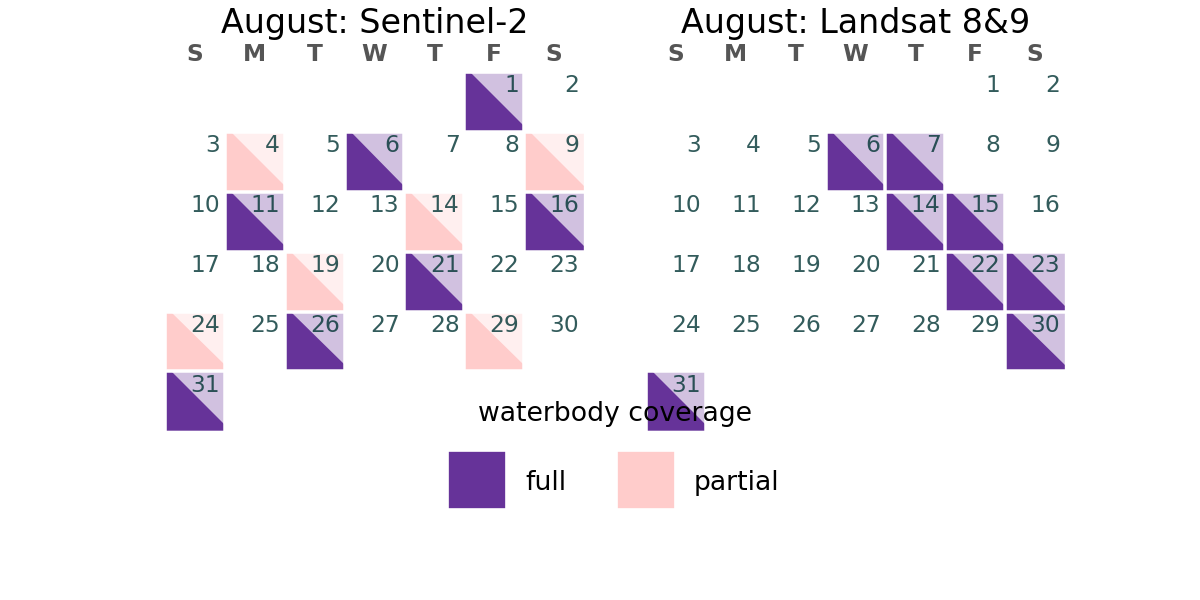 August: Sentinel-2
S M T W T F S
1 2
3 4 5 6 7 8 9
10 11 12 13 14 15 16
17 18 19 20 21 22 23
24 25 26 27 28 29 30
31
August: Landsat 8&9
S M T W T F S
1 2
3 4 5 6 7 8 9
10 11 12 13 14 15 16
17 18 19 20 21 22 23
24 25 26 27 28 29 30
31
waterbody coverage
full
partial